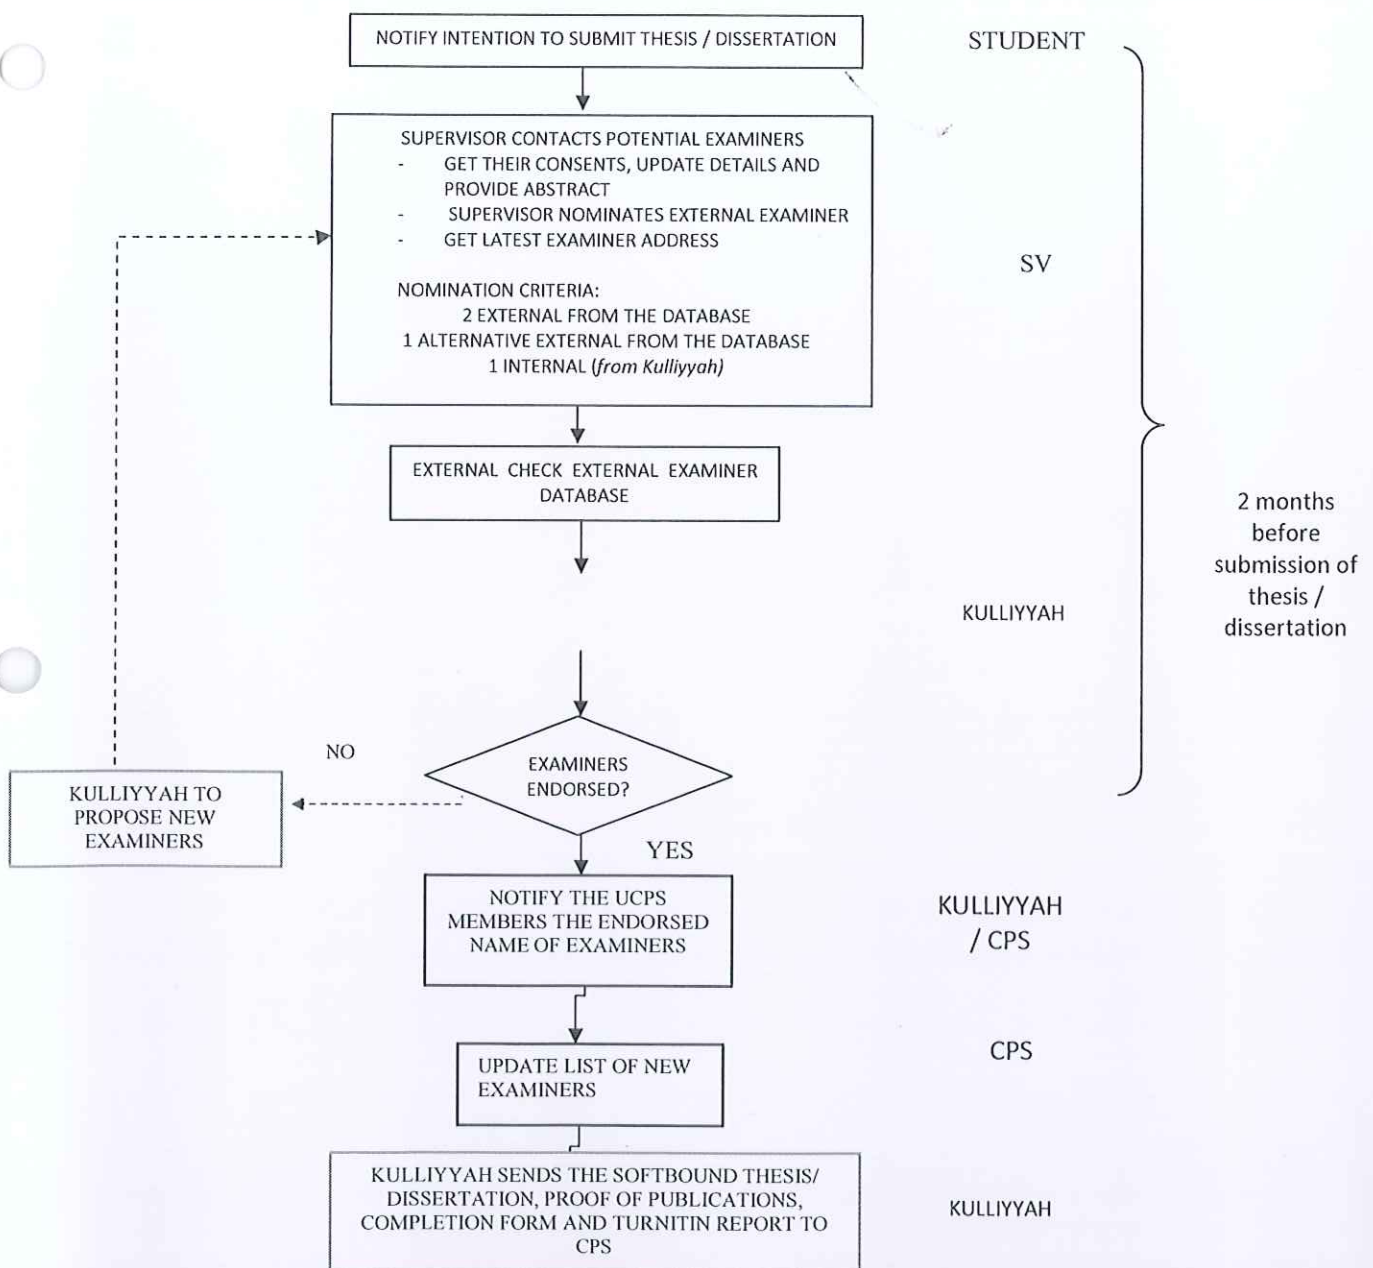 NOTIFY INTENTION TO SUBMIT THESIS / DISSERTATION
STUDENT
SUPERVISOR CONTACTS POTENTIAL EXAMINERS
- GET THEIR CONSENTS, UPDATE DETAILS AND
PROVIDE ABSTRACT
- SUPERVISOR NOMINATES EXTERNAL EXAMINER
- GET LATEST EXAMINER ADDRESS
NOMINATION CRITERIA:
2 EXTERNAL FROM THE DATABASE
1 ALTERNATIVE EXTERNAL FROM THE DATABASE
1 INTERNAL (from Kulliyyah)
SV
EXTERNAL CHECK EXTERNAL EXAMINER
DATABASE
KULLIYYAH
2 months
before
submission of
thesis /
dissertation
EXAMINERS
ENDORSED?
NO
KULLIYYAH TO
PROPOSE NEW
EXAMINERS
YES
NOTIFY THE UCPS
MEMBERS THE ENDORSED
NAME OF EXAMINERS
KULLIYYAH
/ CPS
UPDATE LIST OF NEW
EXAMINERS
CPS
KULLIYYAH SENDS THE SOFTBOUND THESIS/
DISSERTATION, PROOF OF PUBLICATIONS,
COMPLETION FORM AND TURNITIN REPORT TO
CPS
KULLIYYAH